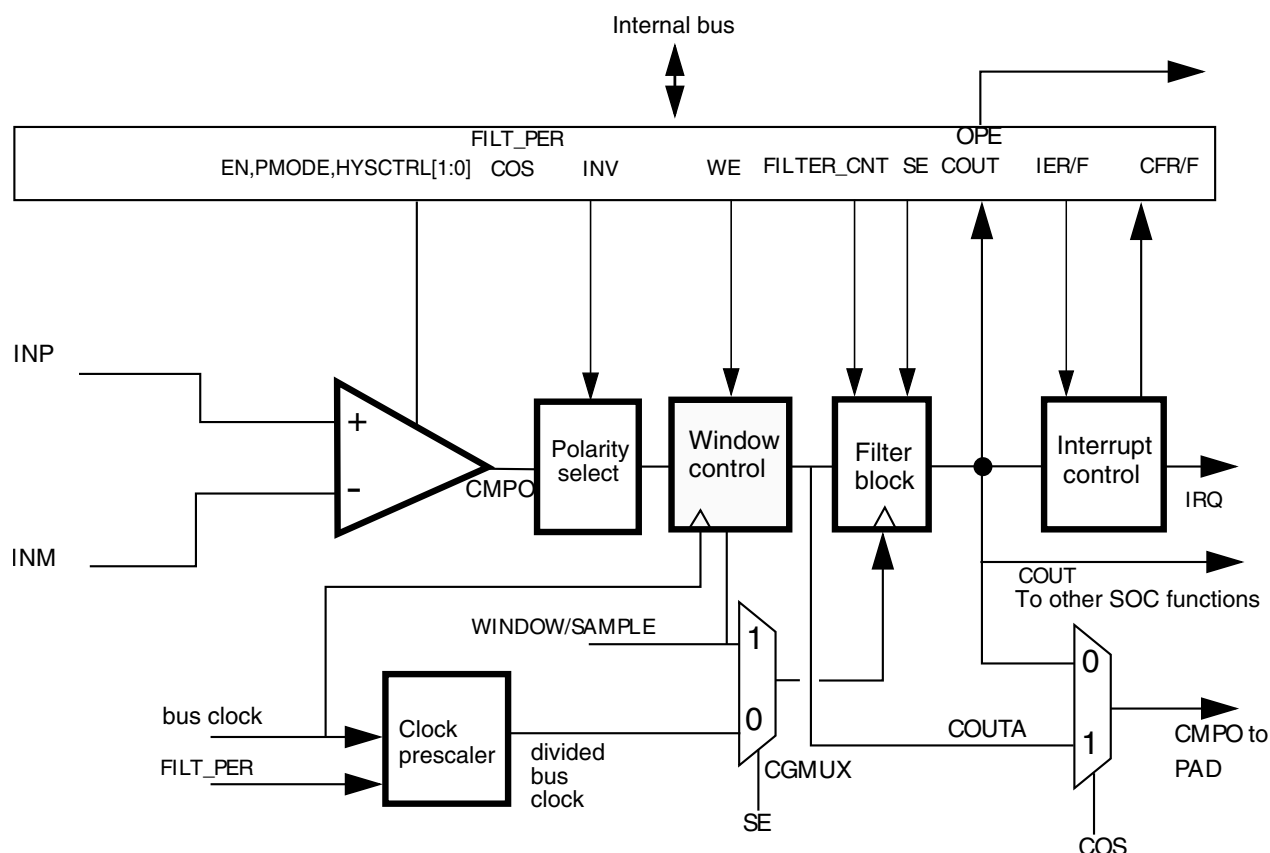 Internal bus
FILT_PER
OPE
EN,PMODE,HYSCTRL[1:0]
COS
INV
WE
FILTER_CNT
SE
COUT
IER/F
CFR/F
INP
+
-
INM
CMPO
Polarity
select
Window
control
Filter
block
Interrupt
control
IRQ
COUT
To other SOC functions
WINDOW/SAMPLE
1
0
CGMUX
SE
bus clock
FILT_PER
Clock
prescaler
divided
bus
clock
COUTA
0
1
COS
CMPO to
PAD